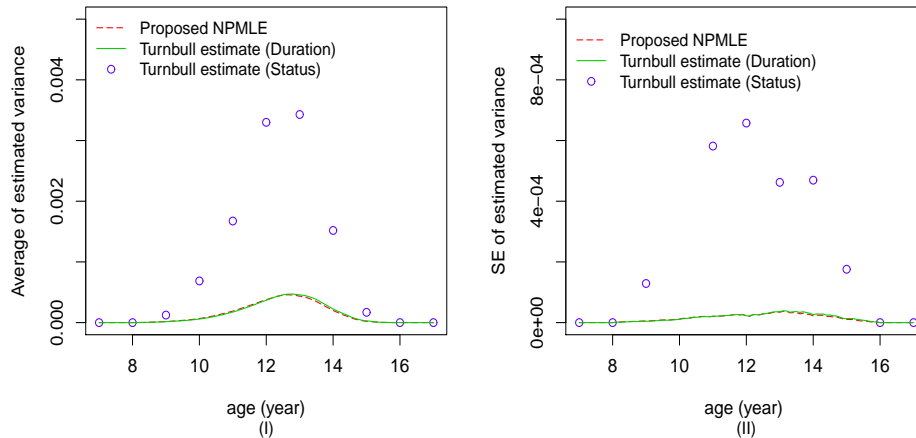 Average of estimated variance
0.000
0.002
0.004
Proposed NPMLE
Turnbull estimate (Duration)
Turnbull estimate (Status)
8
10
12
14
16
age (year)
(I)
SE of estimated variance
0e+00
4e−04
8e−04
Proposed NPMLE
Turnbull estimate (Duration)
Turnbull estimate (Status)
8
10
12
14
16
age (year)
(II)